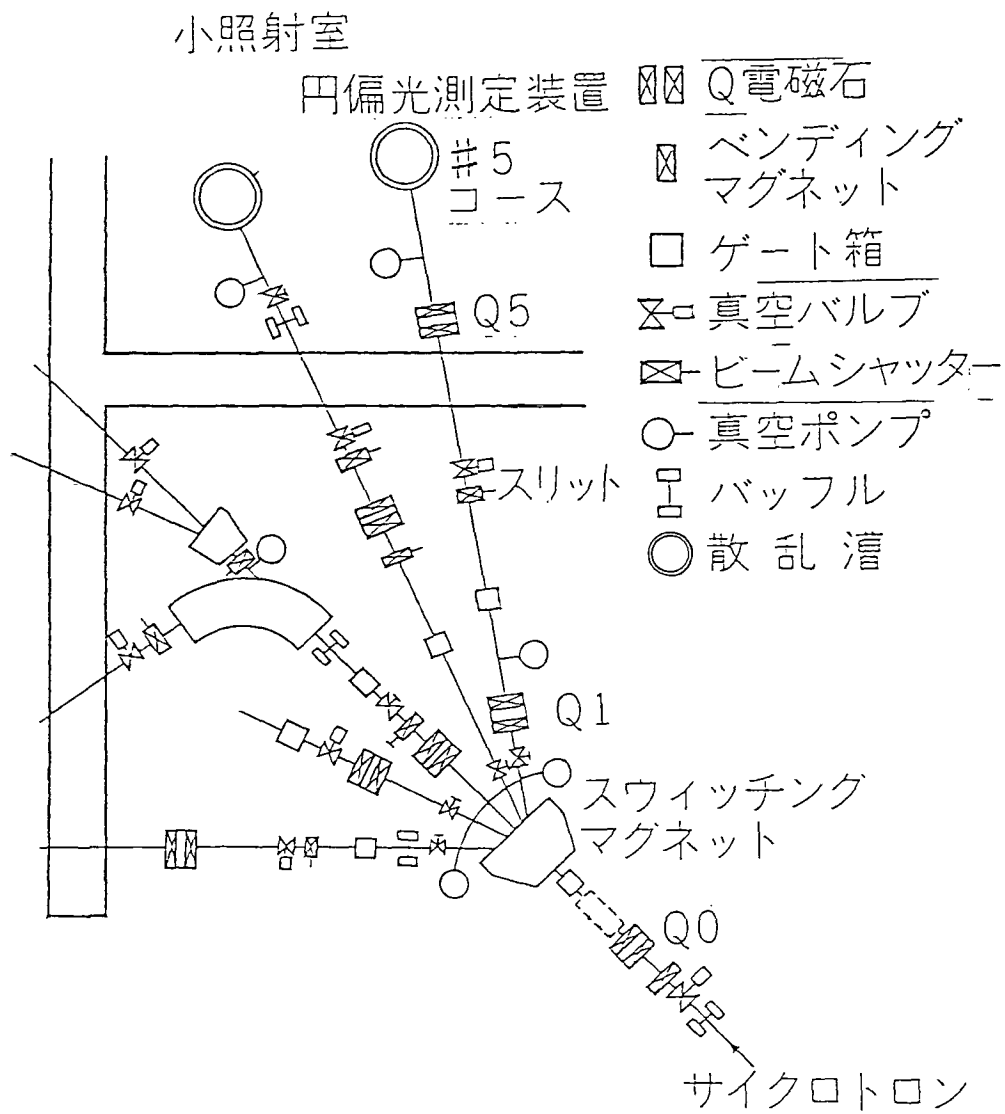 小照射室
円偏光測定装置
#5
コース
Q電磁石
ベンディング
マグネット
ゲート箱
真空バルブ
ビームシャッター
真空ポンプ
バッフル
散乱漕
Q5
スリット
Q1
スウィッチング
マグネット
Q0
サイクロトロン